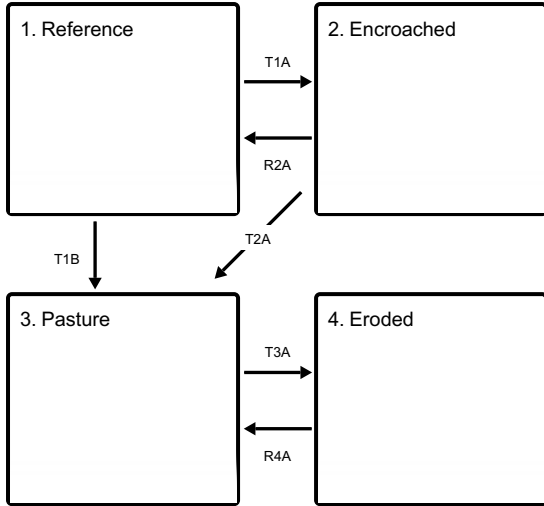 1. Reference
2. Encroached
T1A
R2A
T1B
T2A
3. Pasture
4. Eroded
T3A
R4A